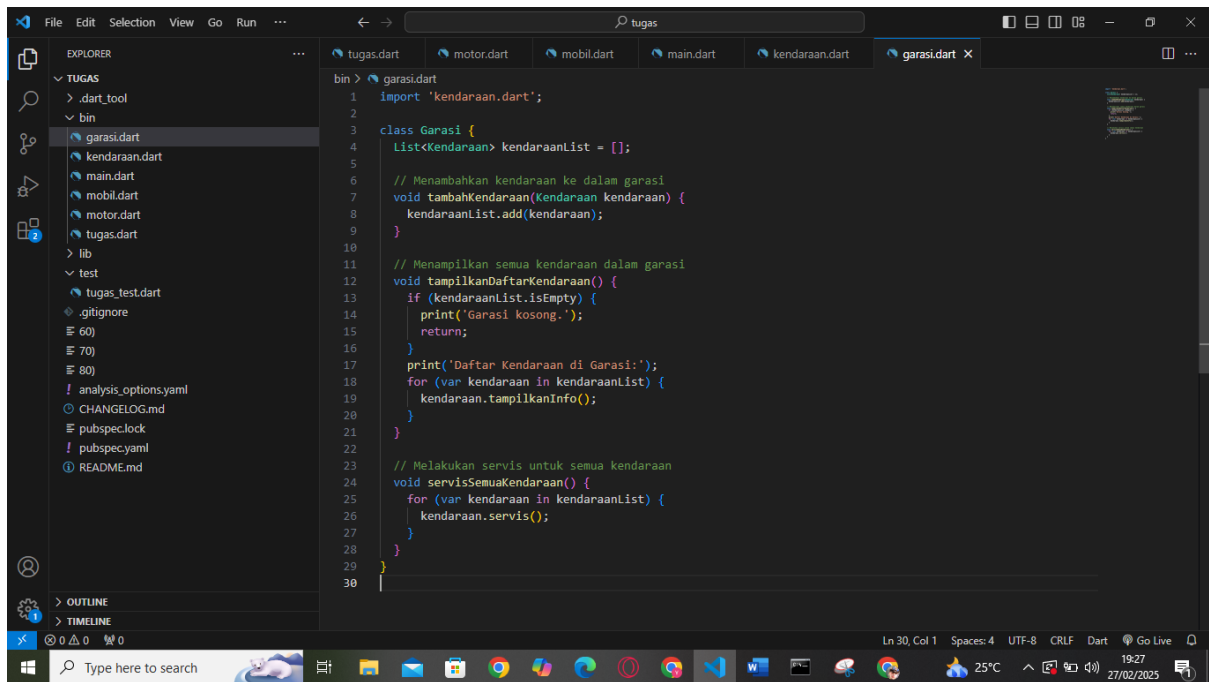 File Edit Selection View Go Run ··· ← → tugas
EXPLORER ···
TUGAS
.dart_tool
bin
garasi.dart
kendaraan.dart
main.dart
mobil.dart
motor.dart
tugas.dart
lib
test
tugas_test.dart
.gitignore
60)
70)
80)
analysis_options.yaml
CHANGELOG.md
pubspec.lock
pubspec.yaml
README.md
OUTLINE
TIMELINE
2
1
tugas.dart motor.dart mobil.dart main.dart kendaraan.dart garasi.dart
bin > garasi.dart
1 import 'kendaraan.dart';
2
3 class Garasi {
4 List<Kendaraan> kendaraanList = [];
5
6 // Menambahkan kendaraan ke dalam garasi
7 void tambahKendaraan(Kendaraan kendaraan) {
8 kendaraanList.add(kendaraan);
9 }
10
11 // Menampilkan semua kendaraan dalam garasi
12 void tampilkanDaftarKendaraan() {
13 if (kendaraanList.isEmpty) {
14 print('Garasi kosong.');
15 return;
16 }
17 print('Daftar Kendaraan di Garasi:');
18 for (var kendaraan in kendaraanList) {
19 kendaraan.tampilkanInfo();
20 }
21 }
22
23 // Melakukan servis untuk semua kendaraan
24 void servisSemuaKendaraan() {
25 for (var kendaraan in kendaraanList) {
26 kendaraan.servis();
27 }
28 }
29 }
30
0 0 0 Ln 30, Col 1 Spaces: 4 UTF-8 CRLF Dart Go Live
Type here to search 25°C 19:27
27/02/2025
1